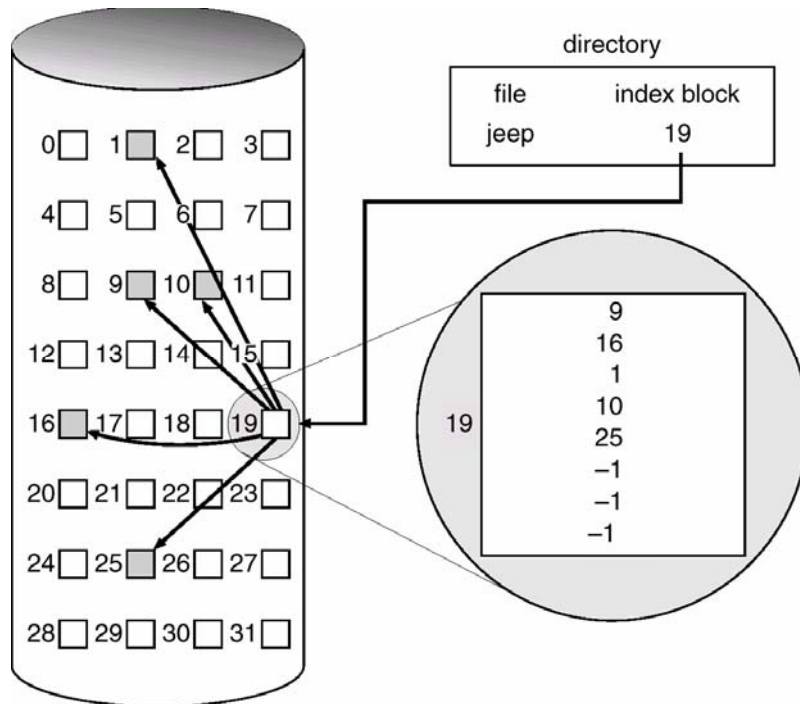 directory
file index block
jeep 19
0 1 2 3
4 5 6 7
8 9 10 11
12 13 14 15
16 17 18 19
20 21 22 23
24 25 26 27
28 29 30 31
19
9
16
1
10
25
–1
–1
–1